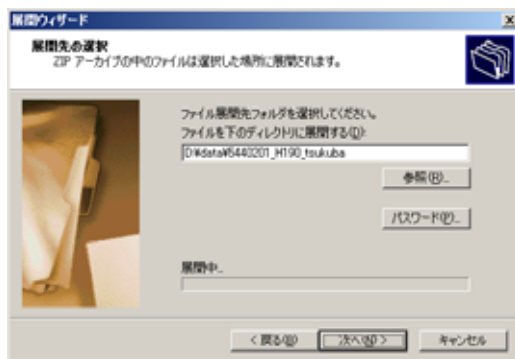 展開ウィザード
展開先の選択
ZIP アーカイブの中のファイルは選択した場所に展開されます。
ファイル展開先フォルダを選択してください。
ファイルを下のディレクトリに展開する(D):
D:¥data¥5440201_H190_tsukuba
参照(R)...
パスワード(P)...
展開中...
< 戻る(B)
次へ(N) >
キャンセル